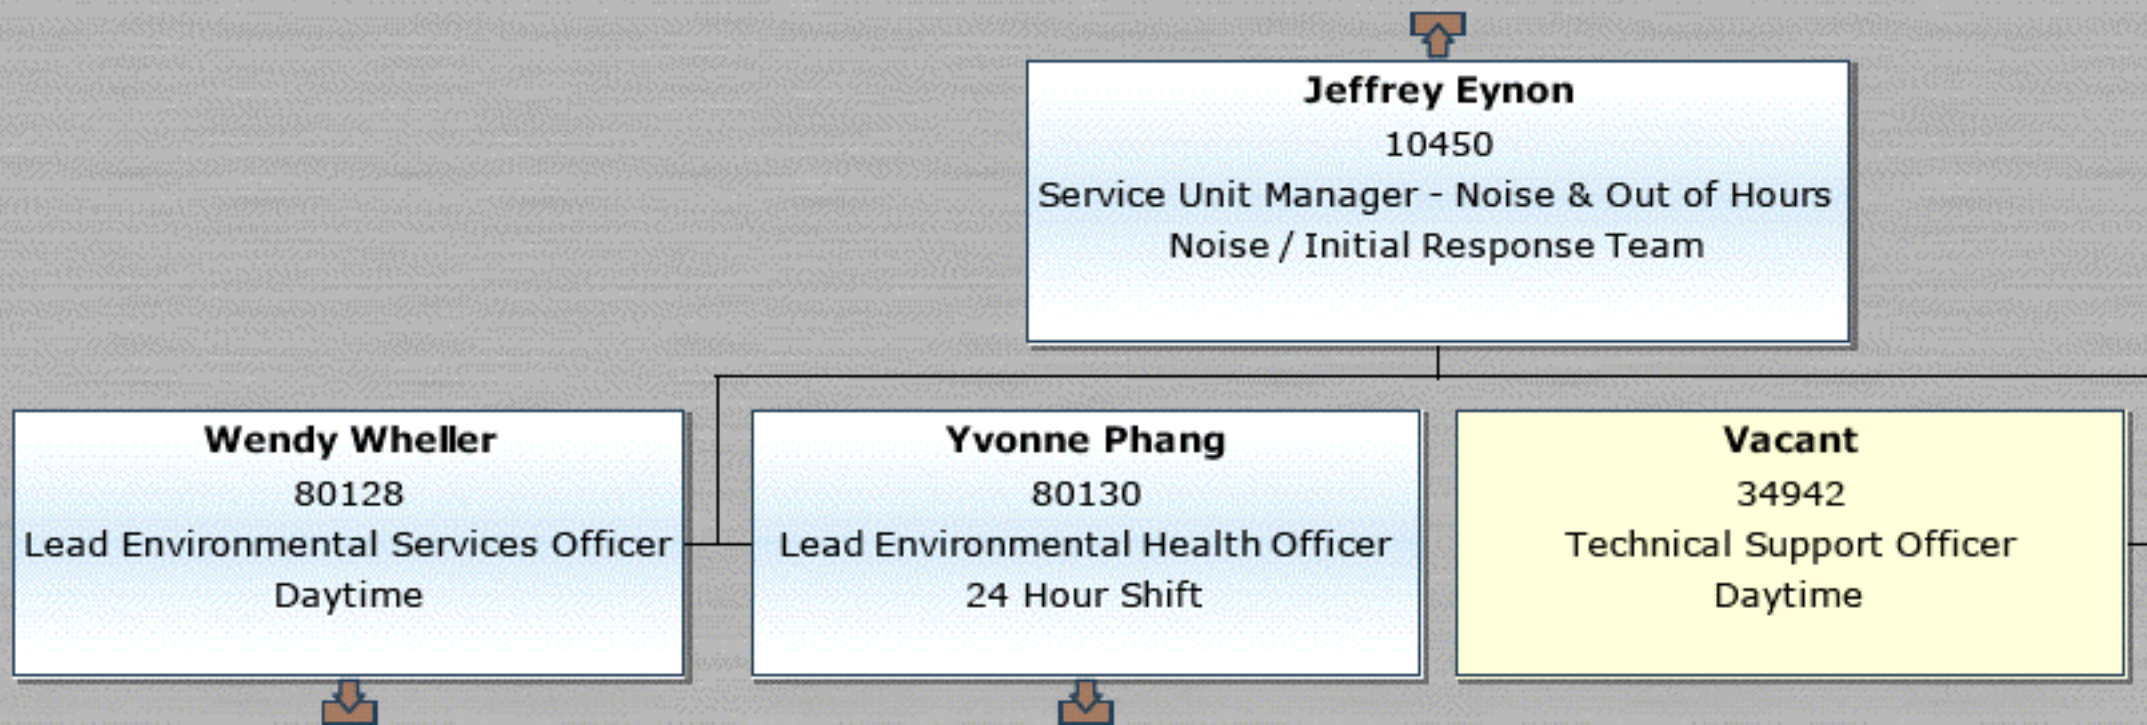 Jeffrey Eynon
10450
Service Unit Manager - Noise & Out of Hours
Noise / Initial Response Team
Wendy Wheller
80128
Lead Environmental Services Officer
Daytime
Yvonne Phang
80130
Lead Environmental Health Officer
24 Hour Shift
Vacant
34942
Technical Support Officer
Daytime